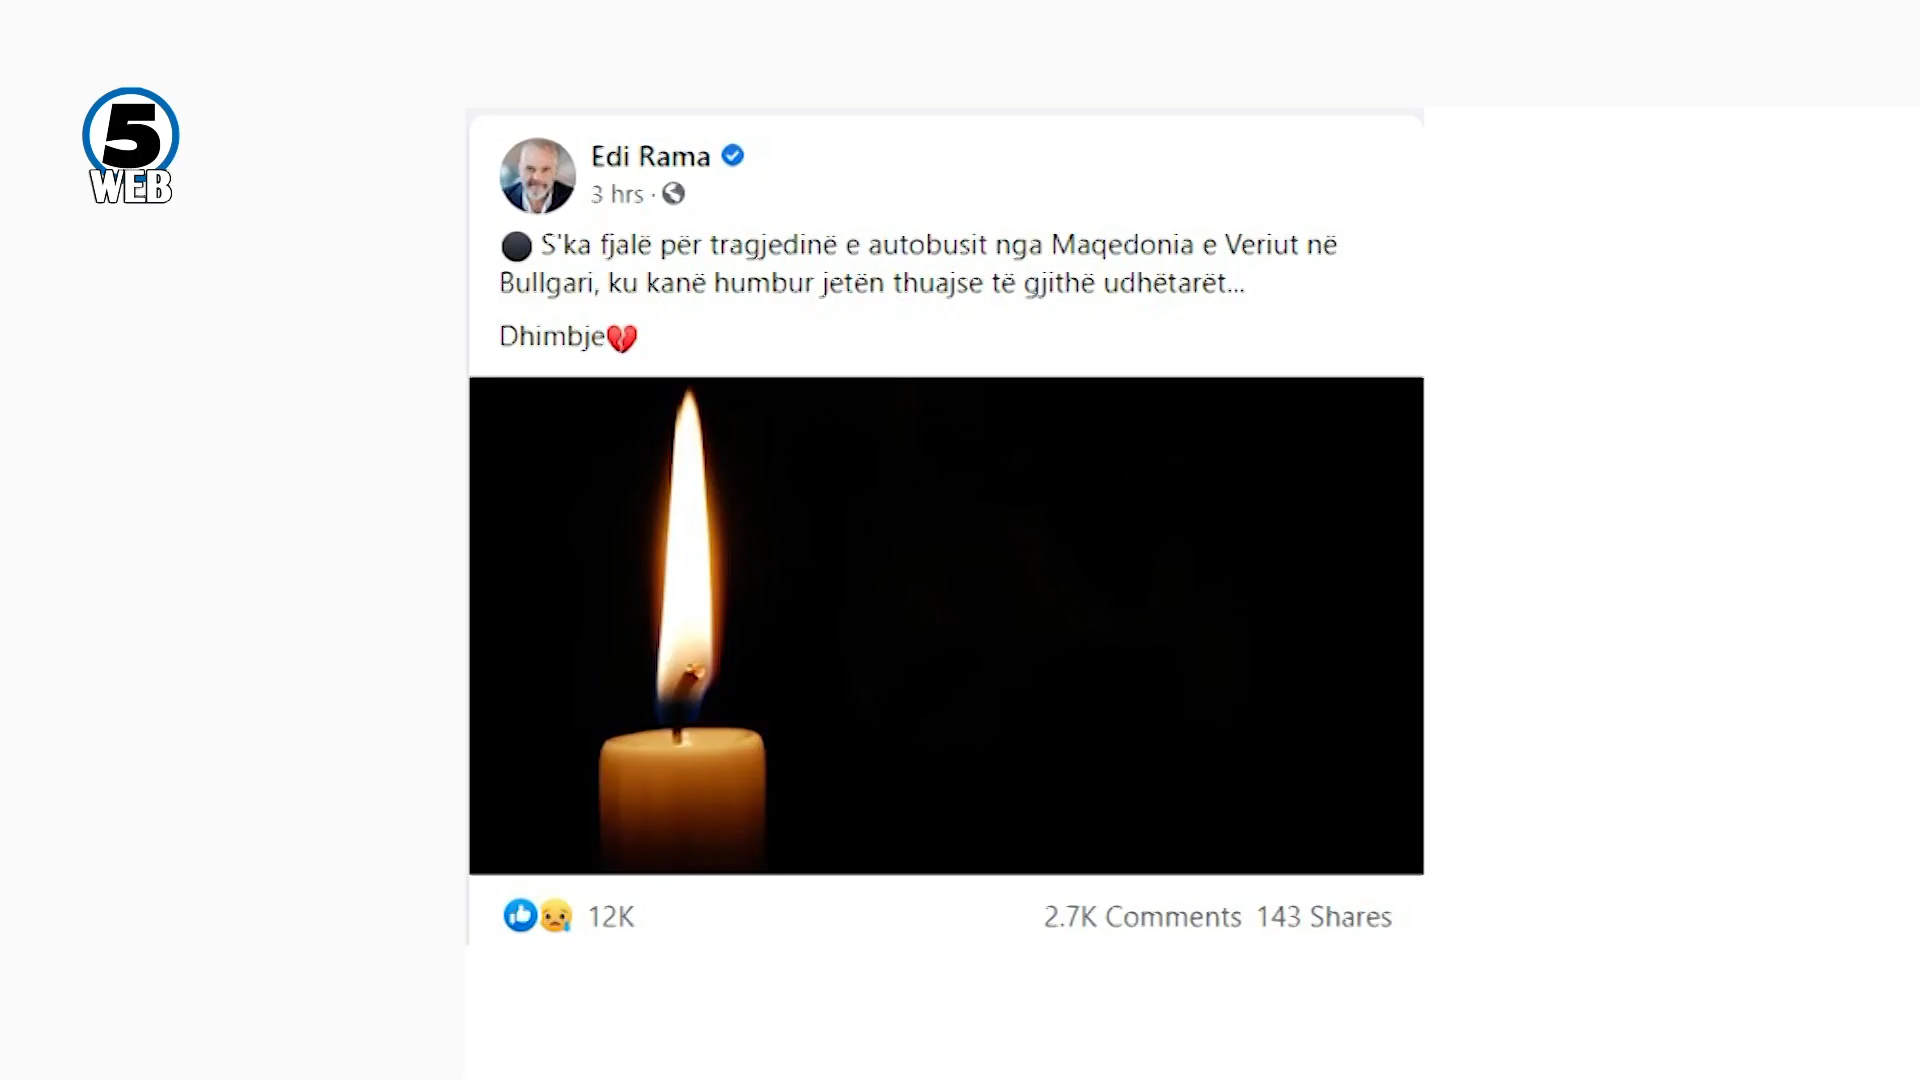 5
WEB
Edi Rama
3 hrs ·
S'ka fjalë për tragjedinë e autobusit nga Maqedonia e Veriut në
Bullgari, ku kanë humbur jetën thuajse të gjithë udhëtarët...
Dhimbje💔
12K
2.7K Comments 143 Shares